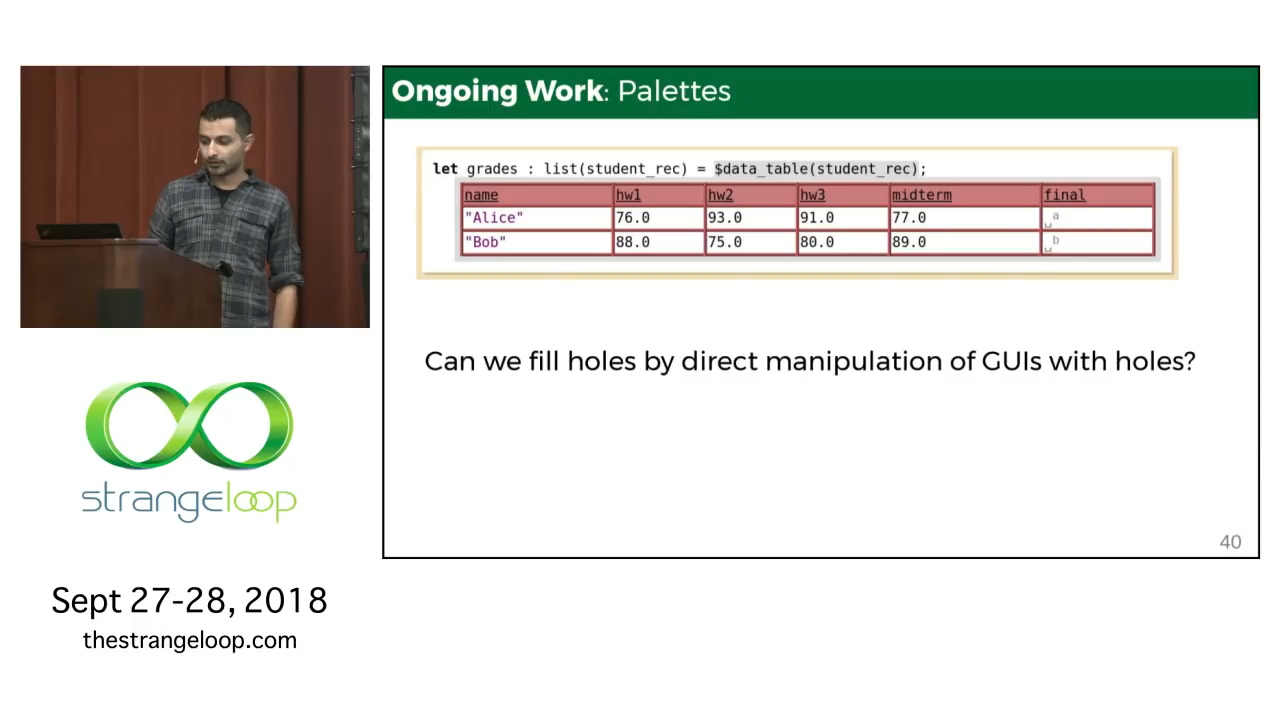 Ongoing Work: Palettes
let grades : list(student_rec) = $data_table(student_rec);
name hw1 hw2 hw3 midterm final
"Alice" 76.0 93.0 91.0 77.0 ␣a
"Bob" 88.0 75.0 80.0 89.0 ␣b
Can we fill holes by direct manipulation of GUIs with holes?
40
strangeloop
Sept 27-28, 2018
thestrangeloop.com